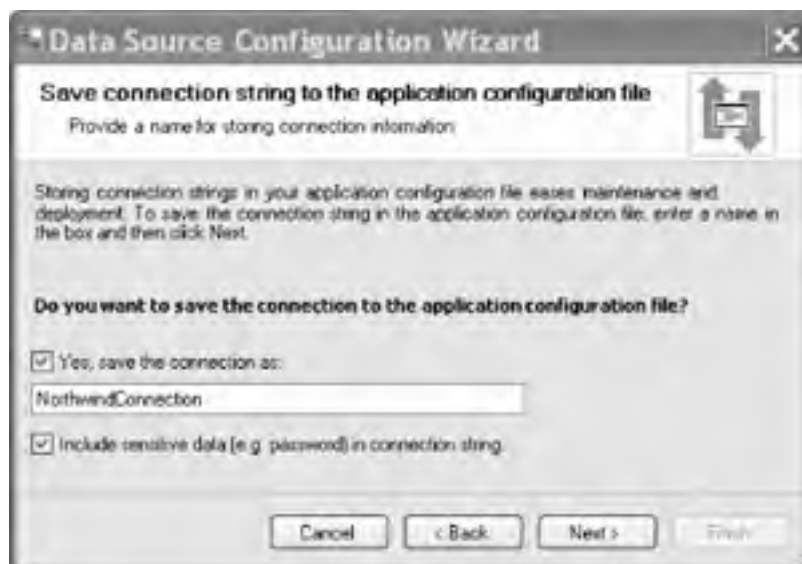 Data Source Configuration Wizard
Save connection string to the application configuration file
Provide a name for storing connection information
Storing connection strings in your application configuration file eases maintenance and
deployment. To save the connection string in the application configuration file, enter a name in
the box and then click Next.
Do you want to save the connection to the application configuration file?
Yes, save the connection as:
NorthwindConnection
Include sensitive data (e.g. password) in connection string.
Cancel
< Back
Next >
Finish